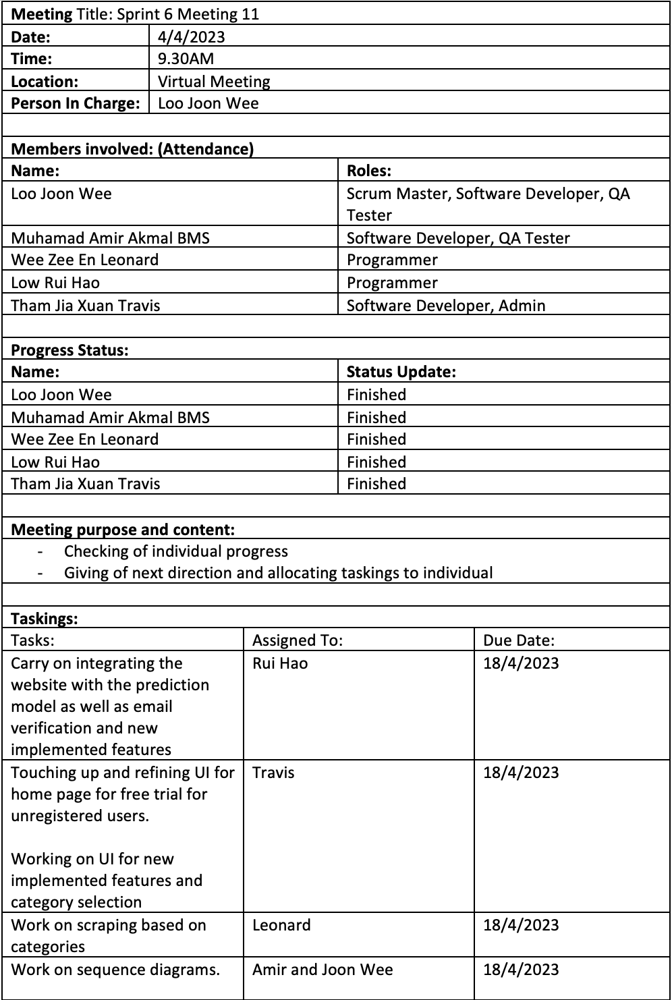 Meeting Title: Sprint 6 Meeting 11
Date: 4/4/2023
Time: 9.30AM
Location: Virtual Meeting
Person In Charge: Loo Joon Wee
Members involved: (Attendance)
Name: Roles:
Loo Joon Wee Scrum Master, Software Developer, QA
Tester
Muhamad Amir Akmal BMS Software Developer, QA Tester
Wee Zee En Leonard Programmer
Low Rui Hao Programmer
Tham Jia Xuan Travis Software Developer, Admin
Progress Status:
Name: Status Update:
Loo Joon Wee Finished
Muhamad Amir Akmal BMS Finished
Wee Zee En Leonard Finished
Low Rui Hao Finished
Tham Jia Xuan Travis Finished
Meeting purpose and content:
- Checking of individual progress
- Giving of next direction and allocating taskings to individual
Taskings:
Tasks: Assigned To: Due Date:
Carry on integrating the Rui Hao 18/4/2023
website with the prediction
model as well as email
verification and new
implemented features
Touching up and refining UI for Travis 18/4/2023
home page for free trial for
unregistered users.
Working on UI for new
implemented features and
category selection
Work on scraping based on Leonard 18/4/2023
categories
Work on sequence diagrams. Amir and Joon Wee 18/4/2023